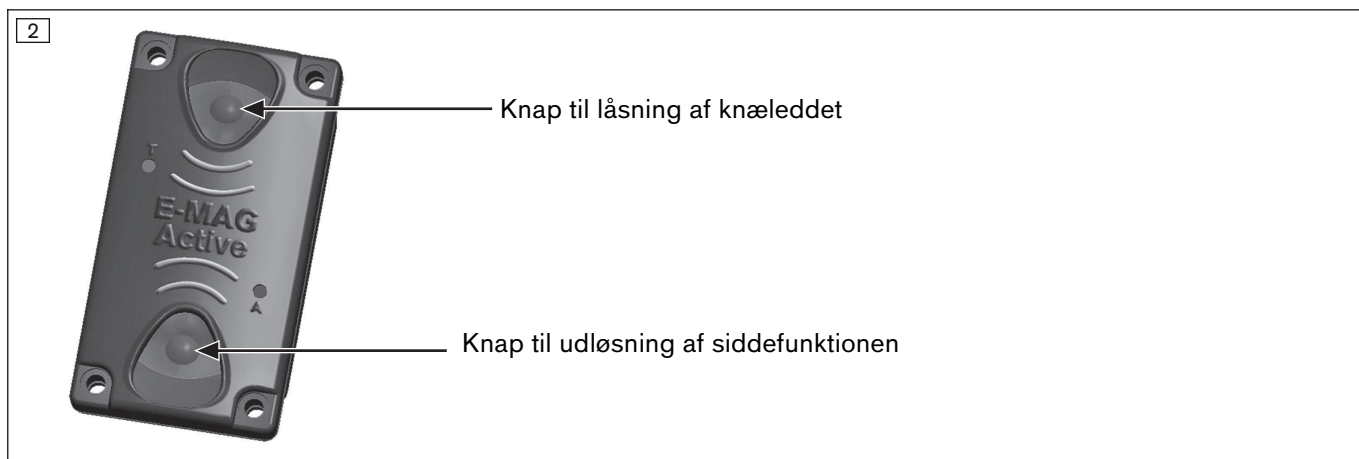 2
Knap til låsning af knæleddet
T
E-MAG
Active
A
Knap til udløsning af siddefunktionen